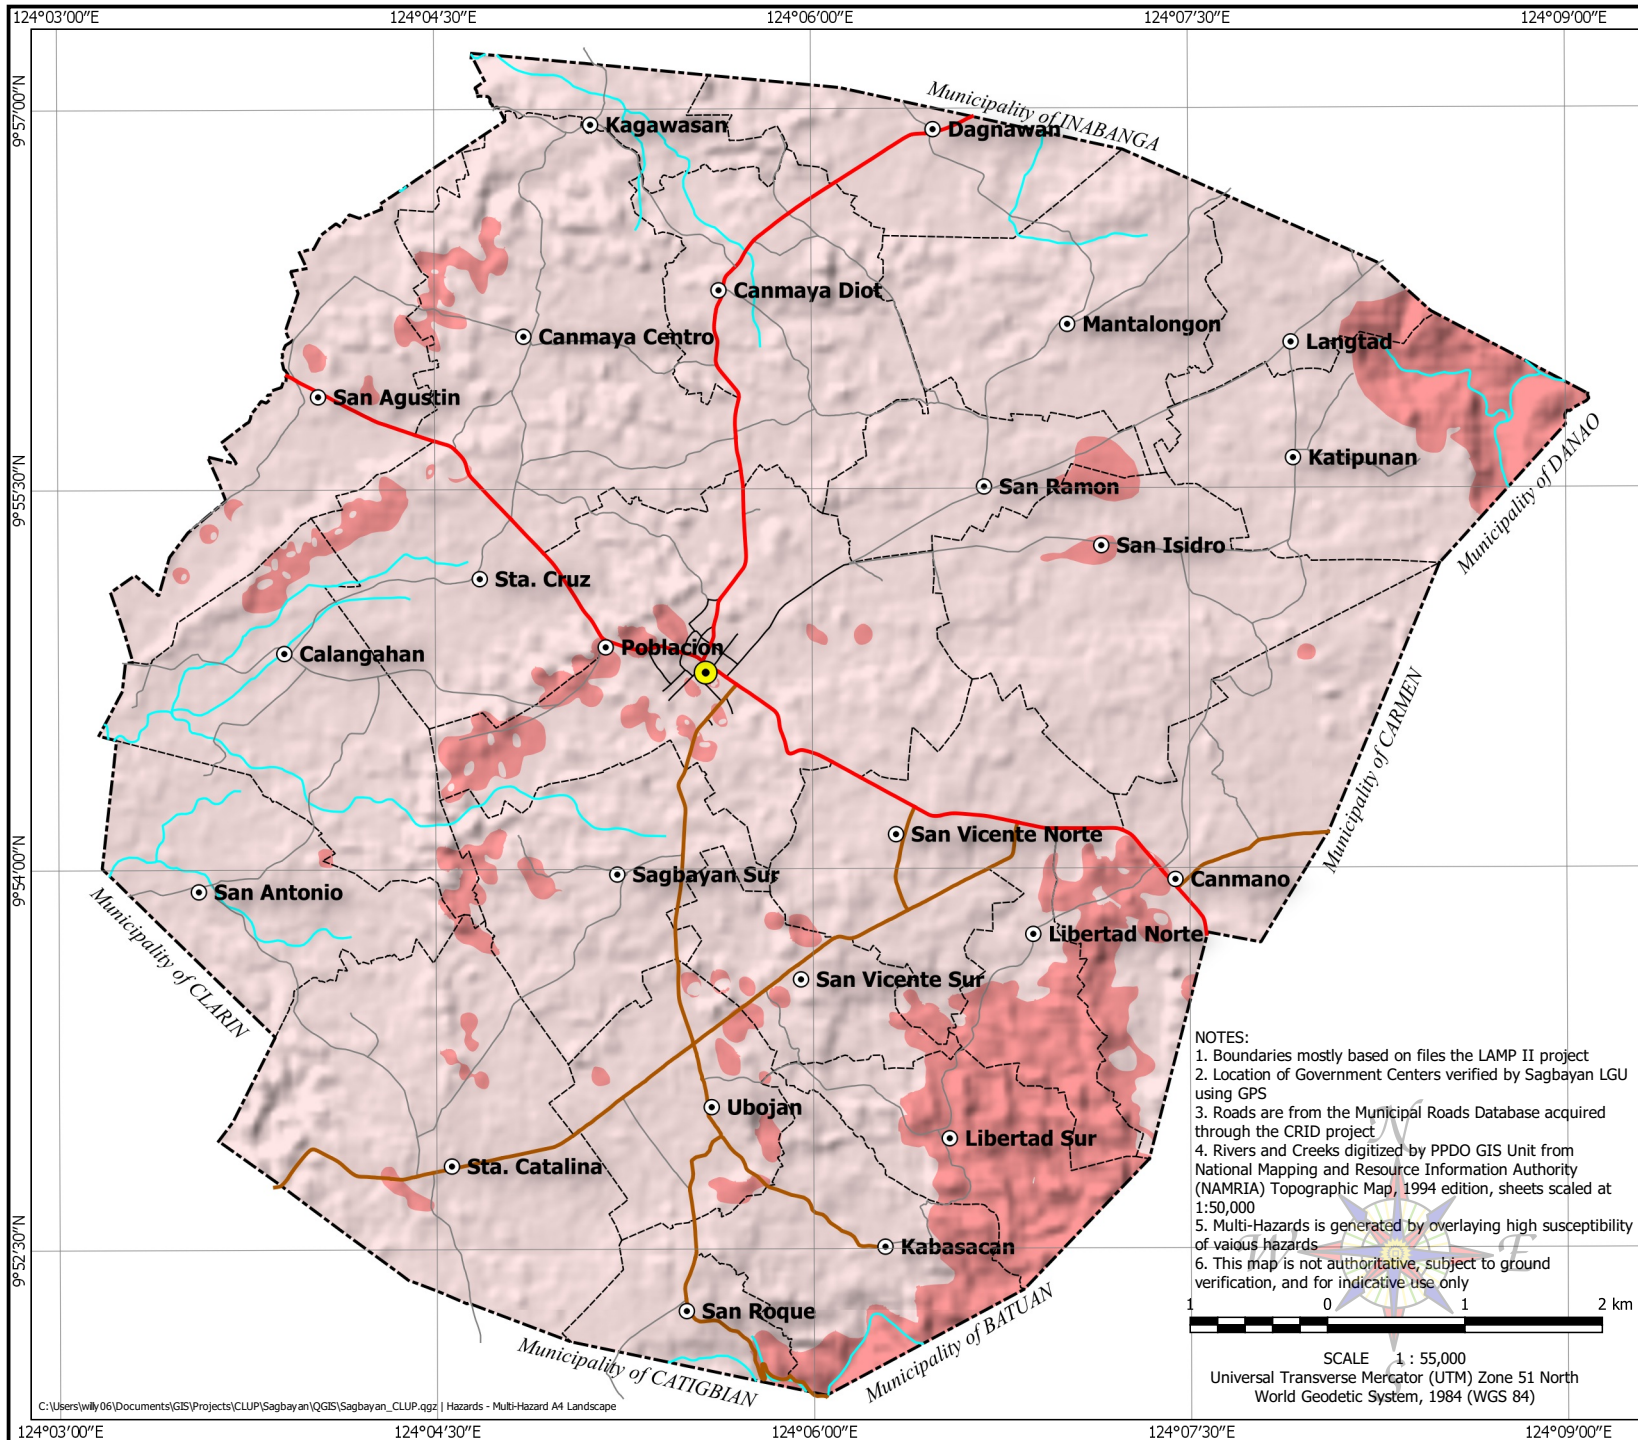 124°03′00″E 124°04′30″E 124°06′00″E 124°07′30″E 124°09′00″E
9°57′00″N
9°55′30″N
9°54′00″N
9°52′30″N
Municipality of INABANGA
Kagawasan
Dagnawan
Canmaya Diot
Mantalongon
Canmaya Centro
Langtad
San Agustin
Municipality of DANAO
Katipunan
San Ramon
San Isidro
Sta. Cruz
Poblacion
Calangahan
Municipality of CARMEN
San Vicente Norte
Sagbayan Sur
Canmano
San Antonio
Libertad Norte
Municipality of CLARIN
San Vicente Sur
Ubojan
Libertad Sur
Sta. Catalina
Kabasacan
San Roque
Municipality of BATUAN
Municipality of CATIGBIAN
NOTES:
1. Boundaries mostly based on files the LAMP II project
2. Location of Government Centers verified by Sagbayan LGU
using GPS
3. Roads are from the Municipal Roads Database acquired
through the CRID project
4. Rivers and Creeks digitized by PPDO GIS Unit from
National Mapping and Resource Information Authority
(NAMRIA) Topographic Map, 1994 edition, sheets scaled at
1:50,000
5. Multi-Hazards is generated by overlaying high susceptibility
of vaious hazards
6. This map is not authoritative, subject to ground
verification, and for indicative use only
N
W E
S
1 0 1 2 km
SCALE 1 : 55,000
Universal Transverse Mercator (UTM) Zone 51 North
World Geodetic System, 1984 (WGS 84)
C:\Users\willy06\Documents\GIS\Projects\CLUP\Sagbayan\QGIS\Sagbayan_CLUP.qgz | Hazards - Multi-Hazard A4 Landscape
124°03′00″E 124°04′30″E 124°06′00″E 124°07′30″E 124°09′00″E